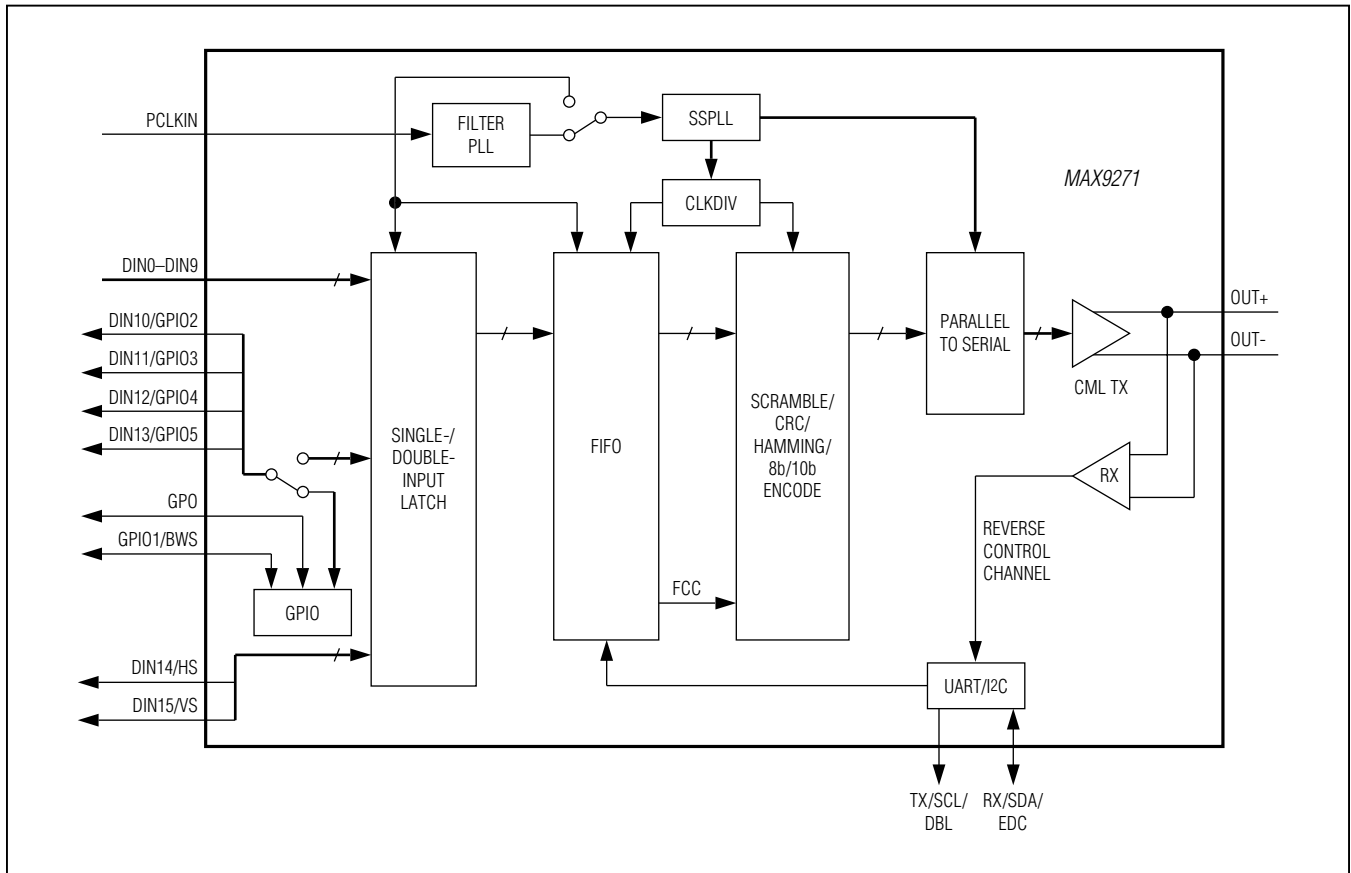 PCLKIN
FILTER
PLL
SSPLL
CLKDIV
MAX9271
DIN0–DIN9
DIN10/GPIO2
DIN11/GPIO3
DIN12/GPIO4
DIN13/GPIO5
GPO
GPIO1/BWS
GPIO
DIN14/HS
DIN15/VS
SINGLE-/
DOUBLE-
INPUT
LATCH
FIFO
FCC
SCRAMBLE/
CRC/
HAMMING/
8b/10b
ENCODE
PARALLEL
TO SERIAL
CML TX
OUT+
OUT-
RX
REVERSE
CONTROL
CHANNEL
UART/I2C
TX/SCL/
DBL
RX/SDA/
EDC